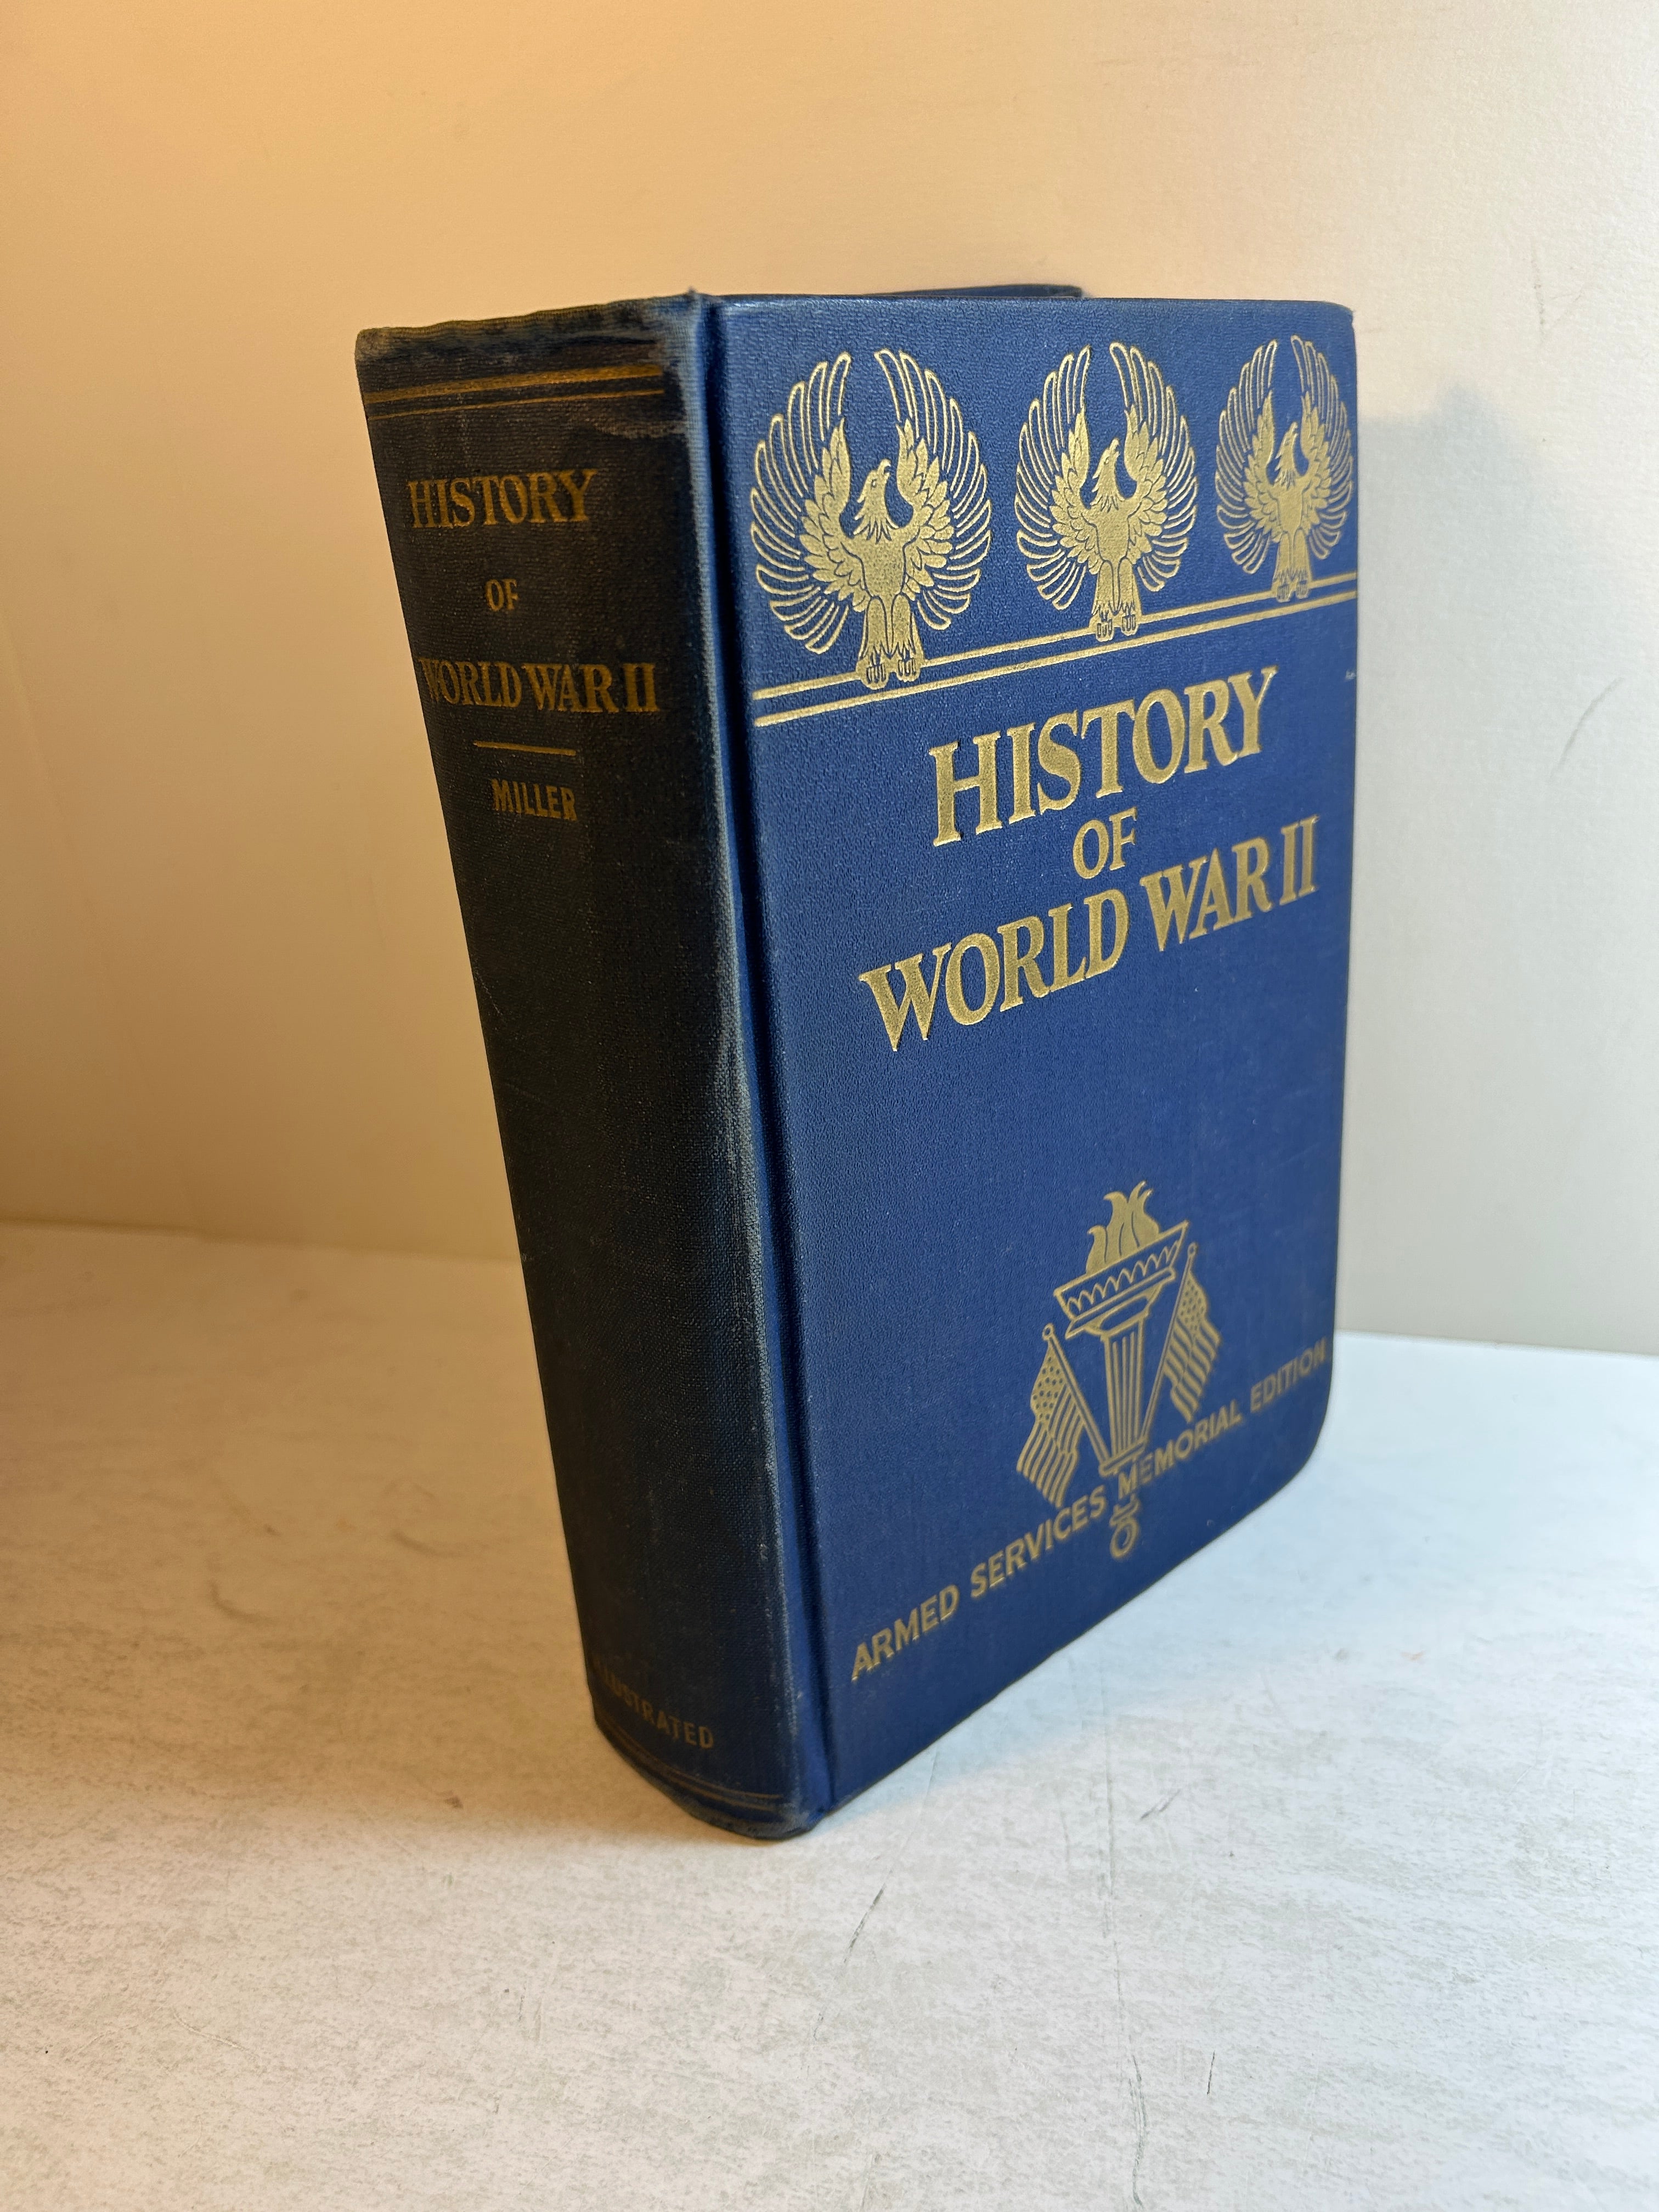 HISTORY
OF
WORLD WAR II
MILLER
ILLUSTRATED
HISTORY
OF
WORLD WAR II
ARMED SERVICES MEMORIAL EDITION